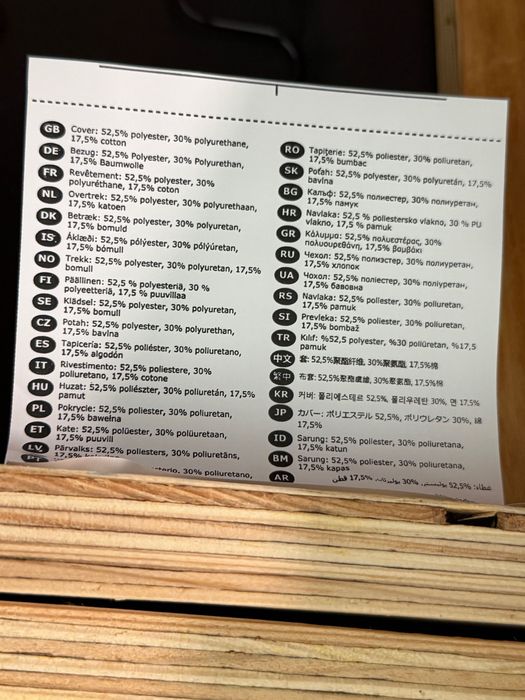 GB Cover: 52,5% polyester, 30% polyurethane,
17,5% cotton
DE Bezug: 52,5% Polyester, 30% Polyurethan,
17,5% Baumwolle
FR Revêtement: 52,5% polyester, 30%
polyuréthane, 17,5% coton
NL Overtrek: 52,5% polyester, 30% polyurethaan,
17,5% katoen
DK Betræk: 52,5% polyester, 30% polyuretan,
17,5% bomuld
IS Áklæði: 52,5% pólýester, 30% pólýúretan,
17,5% bómull
NO Trekk: 52,5% polyester, 30% polyuretan, 17,5%
bomull
FI Päällinen: 52,5 % polyesteriä, 30 %
polyeetteriä, 17,5 % puuvillaa
SE Klädsel: 52,5% polyester, 30% polyuretan,
17,5% bomull
CZ Potah: 52,5% polyester, 30% polyurethan,
17,5% bavlna
ES Tapicería: 52,5% poliéster, 30% poliuretano,
17,5% algodón
IT Rivestimento: 52,5% poliestere, 30%
poliuretano, 17,5% cotone
HU Huzat: 52,5% poliészter, 30% poliuretán, 17,5%
pamut
PL Pokrycie: 52,5% poliester, 30% poliuretan,
17,5% bawełna
ET Kate: 52,5% polüester, 30% polüuretaan,
17,5% puuvill
LV Pārvalks: 52,5% poliesters, 30% poliuretāns,
17,5%
30% poliuretano,
RO Tapițerie: 52,5% poliester, 30% poliuretan,
17,5% bumbac
SK Poťah: 52,5% polyester, 30% polyuretán, 17,5%
bavlna
BG Калъф: 52,5% полиестер, 30% полиуретан,
17,5% памук
HR Navlaka: 52,5 % poliestersko vlakno, 30 % PU
vlakno, 17,5 % pamuk
GR Κάλυμμα: 52,5% πολυεστέρας, 30%
πολυουρεθάνη, 17,5% βαμβάκι
RU Чехол: 52,5% полиэстер, 30% полиуретан,
17,5% хлопок
UA Чохол: 52,5% поліестер, 30% поліуретан,
17,5% бавовна
RS Navlaka: 52,5% poliester, 30% poliuretan,
17,5% pamuk
SI Prevleka: 52,5% poliester, 30% poliuretan,
17,5% bombaž
TR Kılıf: %52,5 polyester, %30 poliüretan, %17,5
pamuk
中文 套: 52,5%聚酯纤维, 30%聚氨酯, 17,5%棉
繁中 布套: 52,5%聚酯纖維, 30%聚氨酯, 17,5%棉
KR 커버: 폴리에스테르 52,5%, 폴리우레탄 30%, 면 17,5%
JP カバー: ポリエステル 52,5%, ポリウレタン 30%, 綿
17,5%
ID Sarung: 52,5% poliester, 30% poliuretana,
17,5% katun
BM Sarung: 52,5% poliester, 30% poliuretana,
17,5% kapas
AR غطاء: 52,5% بوليستر, 30% 17,5% قطن